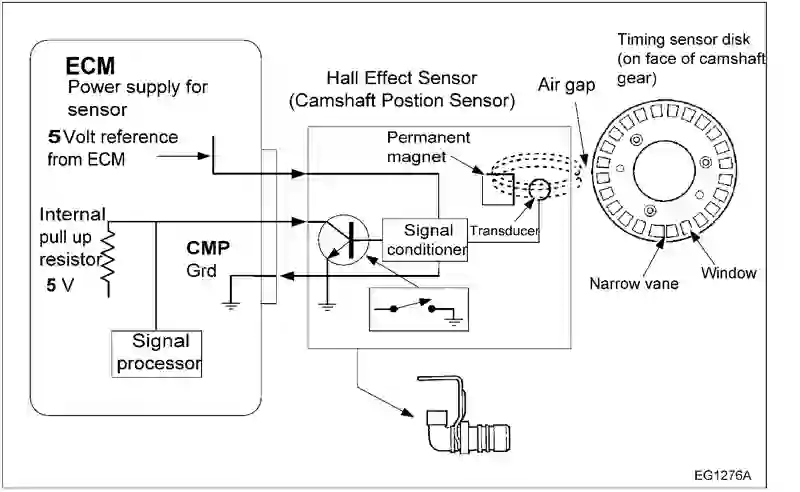 ECM
Power supply for
sensor
5 Volt reference
from ECM
Internal
pull up
resistor
5 V
CMP
Grd
Signal
processor
Hall Effect Sensor
(Camshaft Postion Sensor)
Permanent
magnet
Signal
conditioner
Transducer
Air gap
Timing sensor disk
(on face of camshaft
gear)
Narrow vane
Window
EG1276A